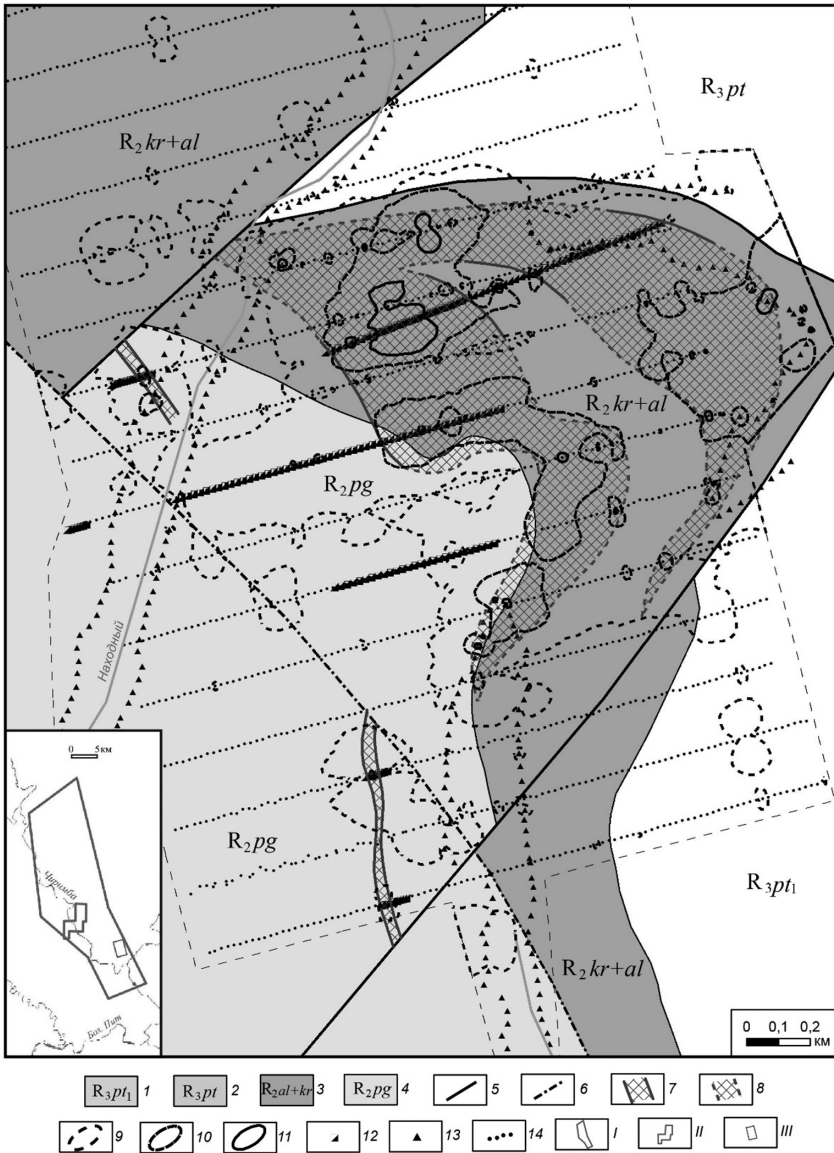 R₃pt
R₂kr+al
R₂kr+al
R₂pg
Находный
0 5 км
Чиримба
R₂pg
R₃pt₁
R₂kr+al
Бол. Пит
0 0,1 0,2
км
R₃pt₁ 1 R₃pt 2 R₂al+kr 3 R₂pg 4 5 6 7 8
9 10 11 12 13 14 I II III